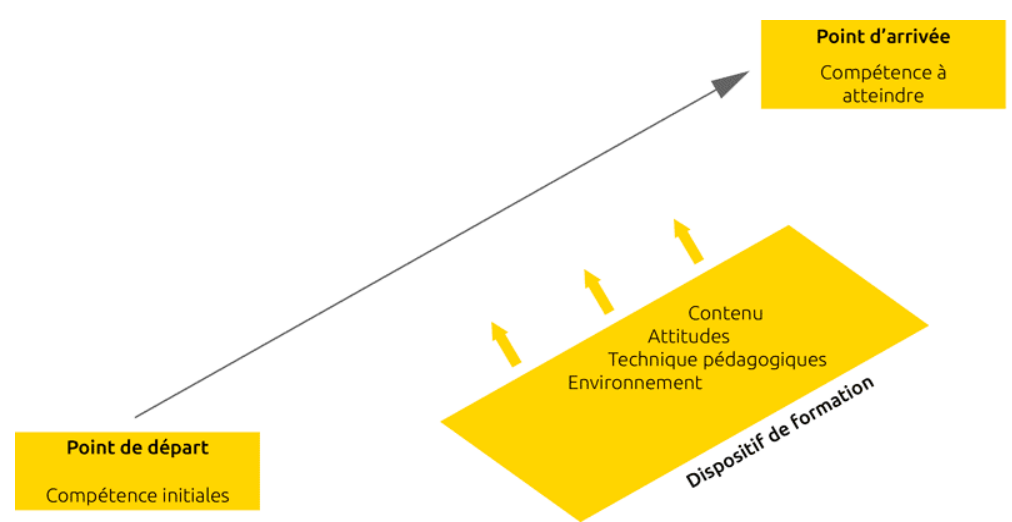 Point d'arrivée
Compétence à
atteindre
Contenu
Attitudes
Technique pédagogiques
Environnement
Dispositif de formation
Point de départ
Compétence initiales